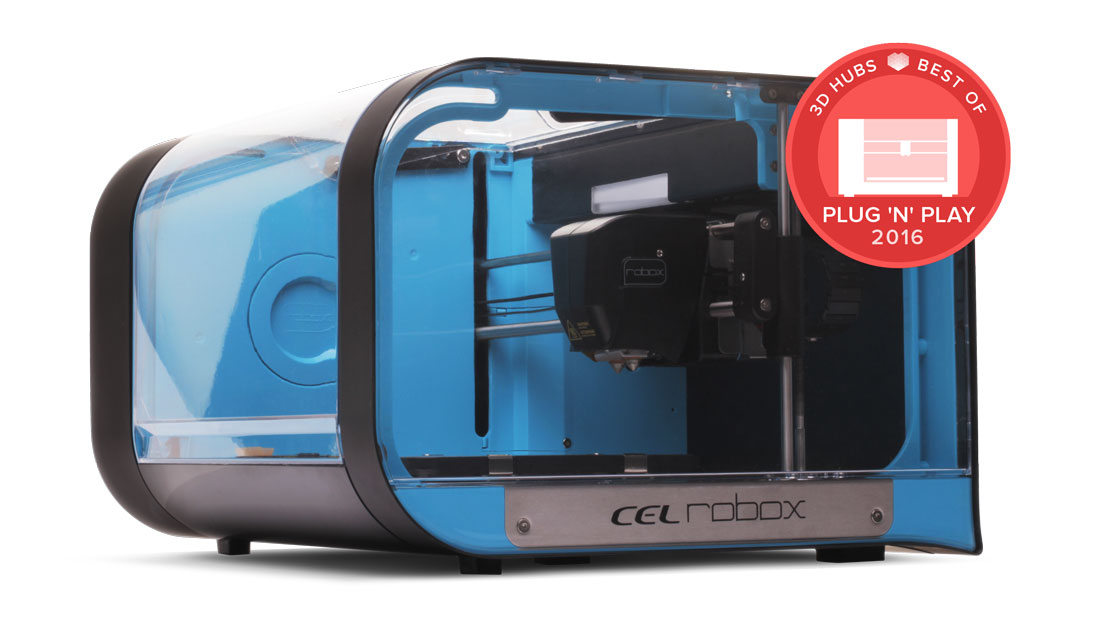 3D HUBS BEST OF
PLUG 'N' PLAY
2016
robox
CEL robox